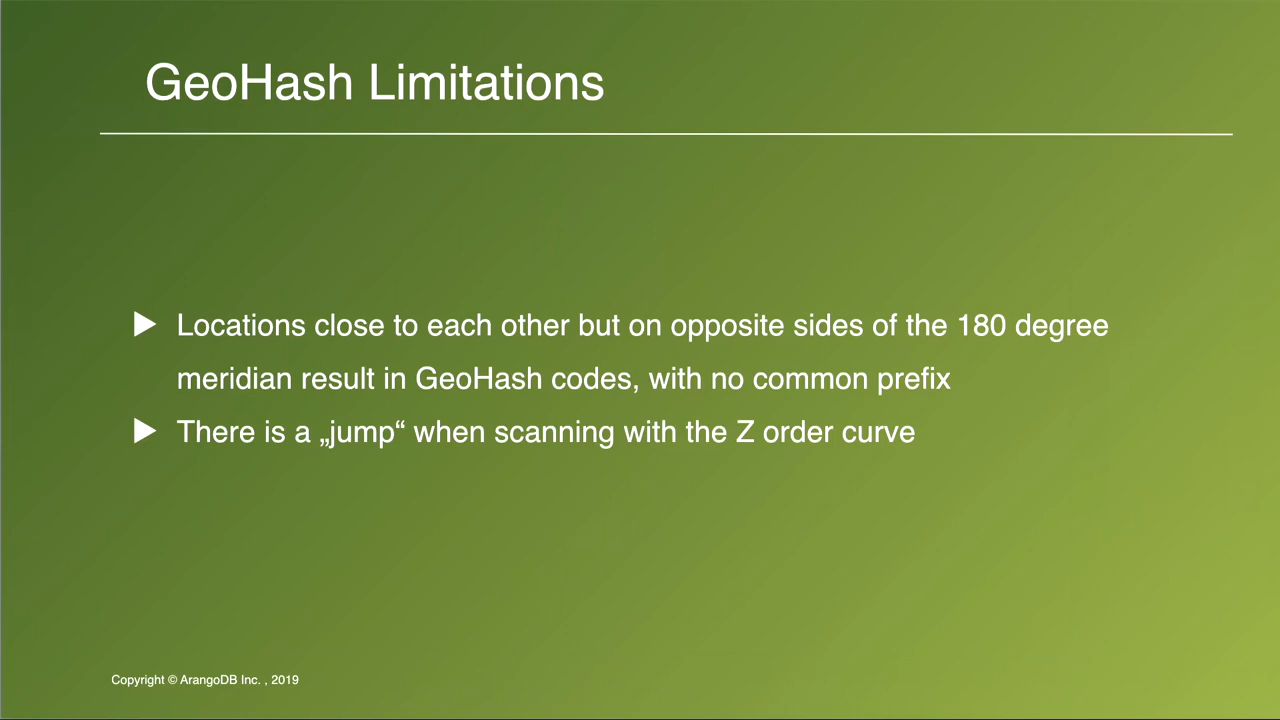 GeoHash Limitations
▶ Locations close to each other but on opposite sides of the 180 degree
meridian result in GeoHash codes, with no common prefix
▶ There is a „jump“ when scanning with the Z order curve
Copyright © ArangoDB Inc. , 2019